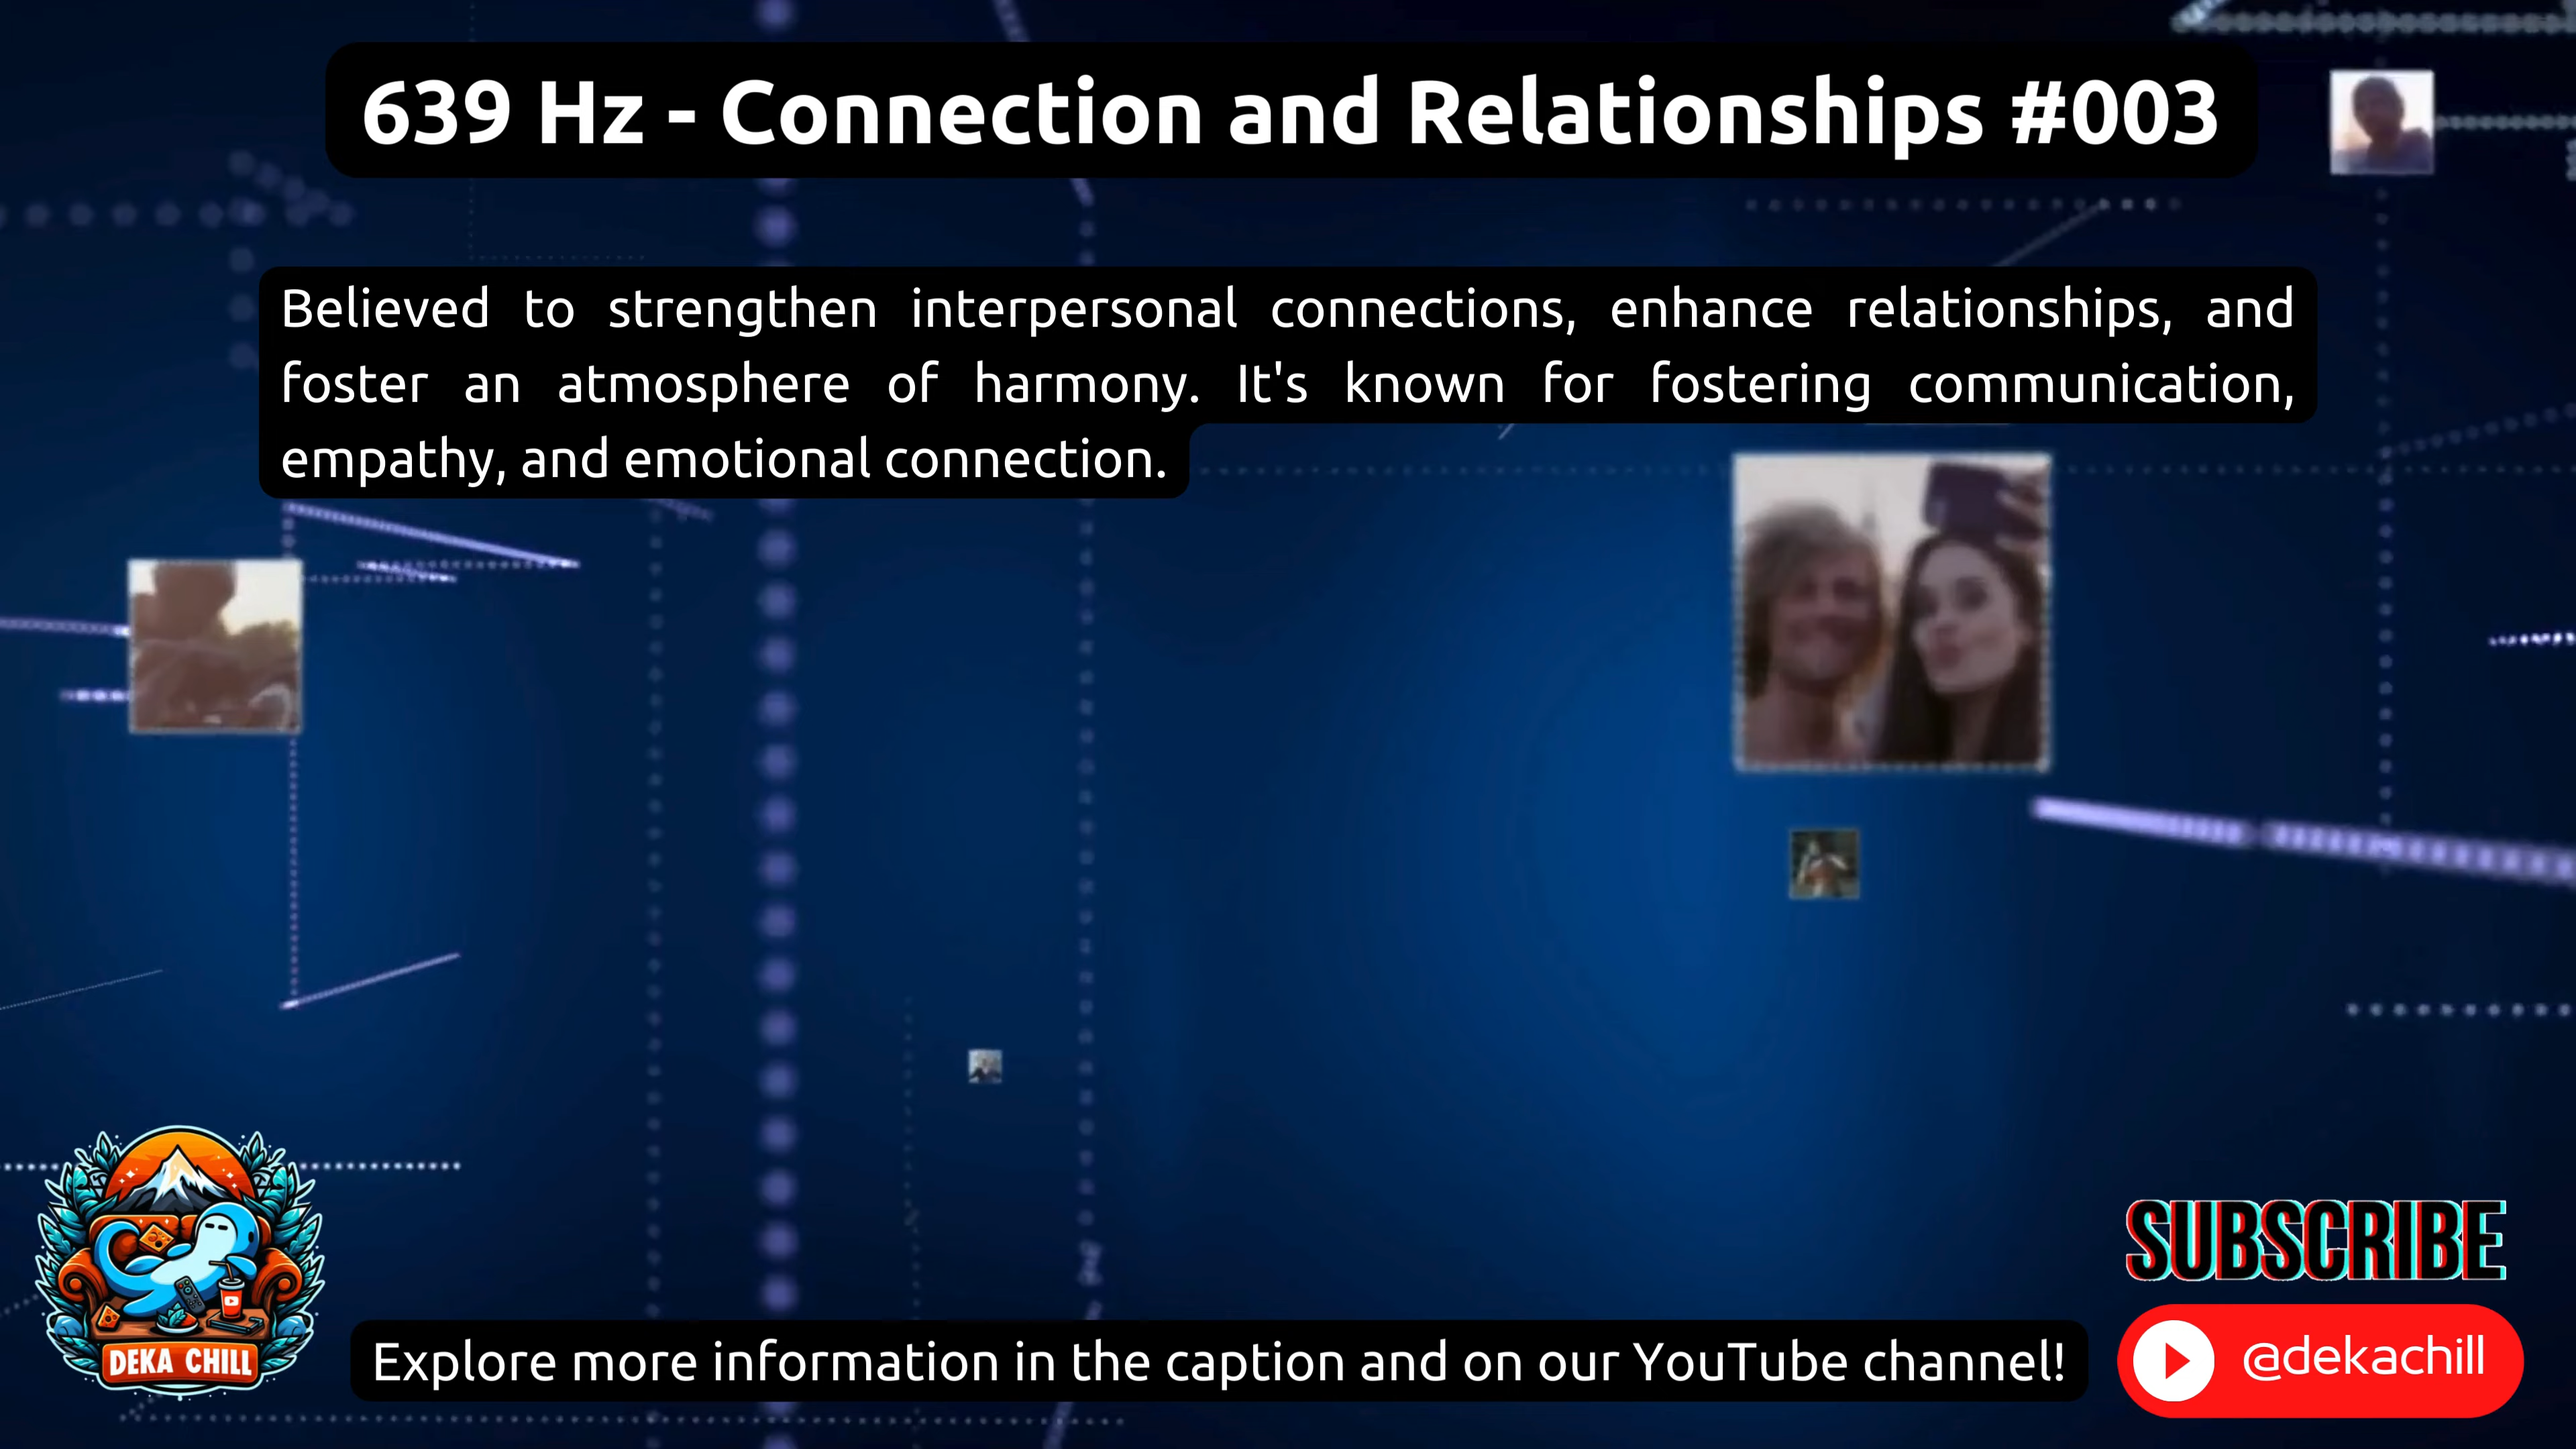 639 Hz - Connection and Relationships #003
Believed to strengthen interpersonal connections, enhance relationships, and
foster an atmosphere of harmony. It's known for fostering communication,
empathy, and emotional connection.
DEKA CHILL
SUBSCRIBE
Explore more information in the caption and on our YouTube channel!
@dekachill